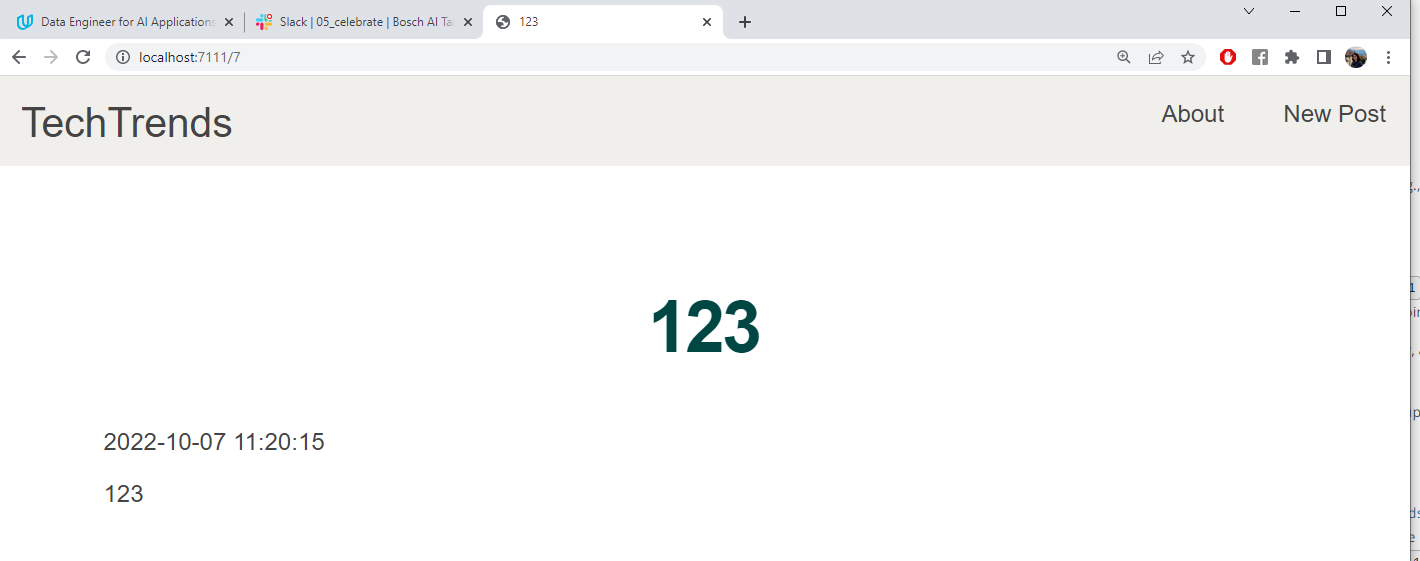 Data Engineer for AI Applications
Slack | 05_celebrate | Bosch AI Tal
123
localhost:7111/7
TechTrends
About
New Post
123
2022-10-07 11:20:15
123